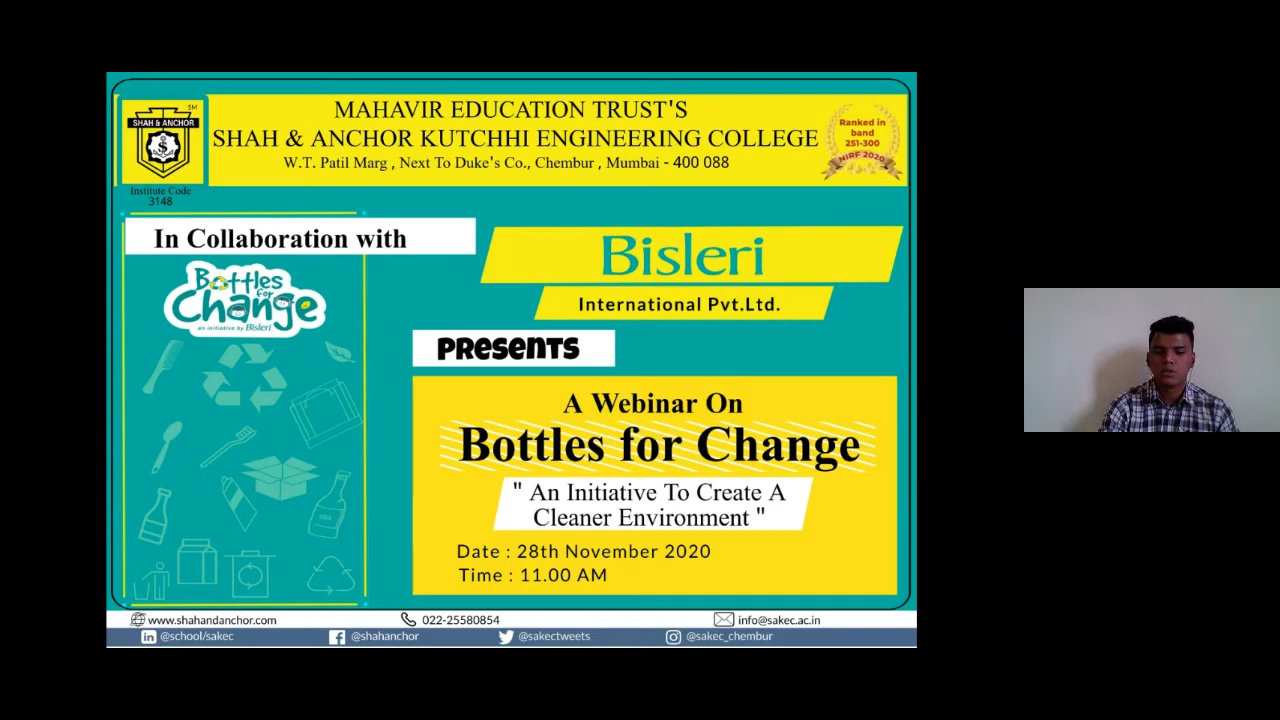 MAHAVIR EDUCATION TRUST'S
SHAH & ANCHOR KUTCHHI ENGINEERING COLLEGE
W.T. Patil Marg , Next To Duke's Co., Chembur , Mumbai - 400 088
SM
SHAH & ANCHOR
Institute Code
3148
Ranked in
band
251-300
NIRF 2020
In Collaboration with
Bottles
for
Change
an initiative by Bisleri
Bisleri
International Pvt.Ltd.
PRESENTS
A Webinar On
Bottles for Change
" An Initiative To Create A
Cleaner Environment "
Date : 28th November 2020
Time : 11.00 AM
www.shahandanchor.com 022-25580854 info@sakec.ac.in
@school/sakec @shahanchor @sakectweets @sakec_chembur